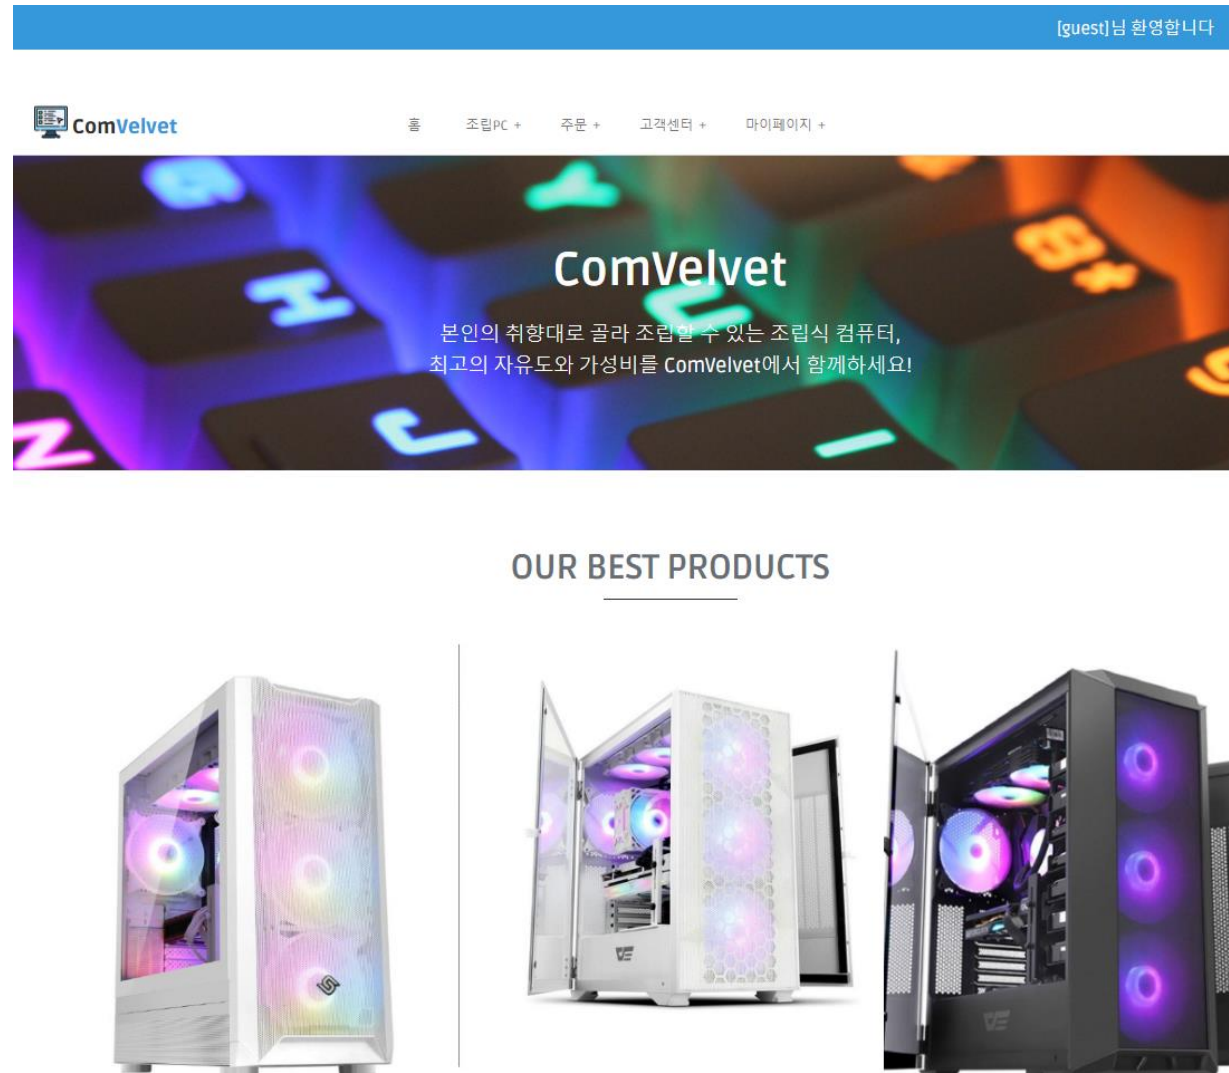 [guest]님 환영합니다
ComVelvet
홈 조립PC + 주문 + 고객센터 + 마이페이지 +
G
Y
H
U
8*
ComVelvet
본인의 취향대로 골라 조립할 수 있는 조립식 컴퓨터,
최고의 자유도와 가성비를 ComVelvet에서 함께하세요!
N
J
I
OUR BEST PRODUCTS